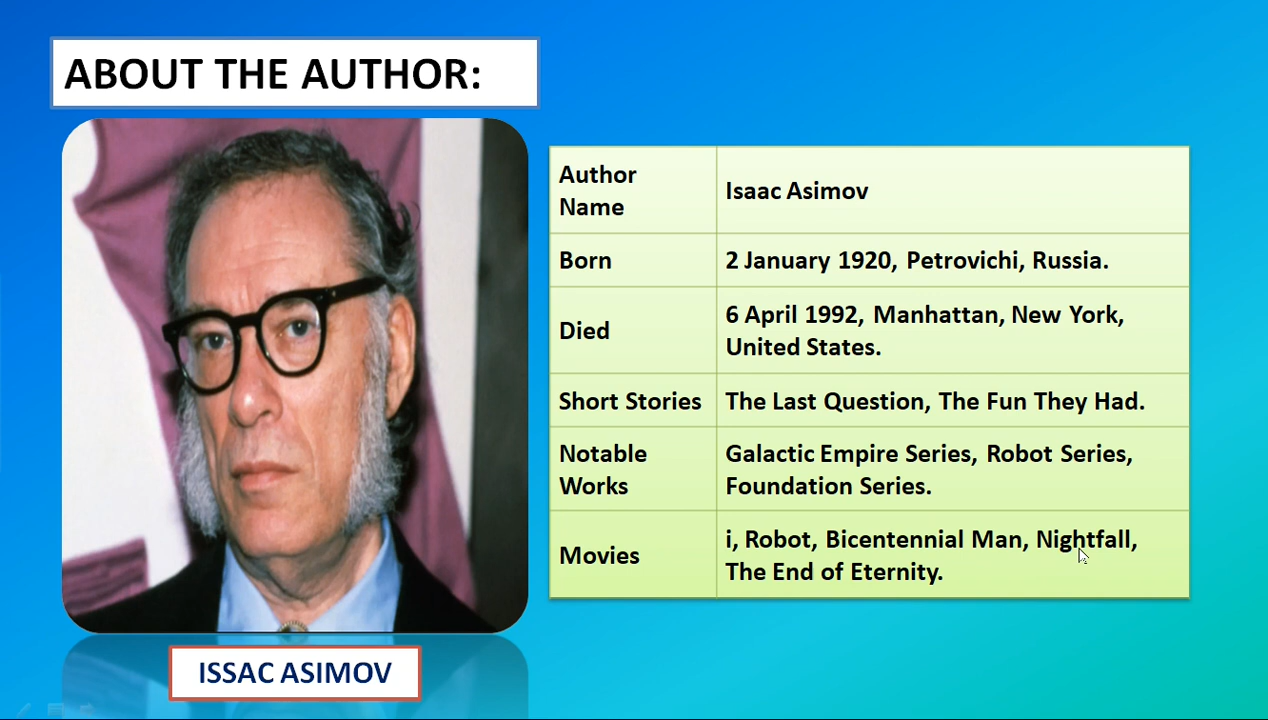 ABOUT THE AUTHOR:
Author
Name
Isaac Asimov
Born
2 January 1920, Petrovichi, Russia.
Died
6 April 1992, Manhattan, New York,
United States.
Short Stories
The Last Question, The Fun They Had.
Notable
Works
Galactic Empire Series, Robot Series,
Foundation Series.
Movies
i, Robot, Bicentennial Man, Nightfall,
The End of Eternity.
ISSAC ASIMOV